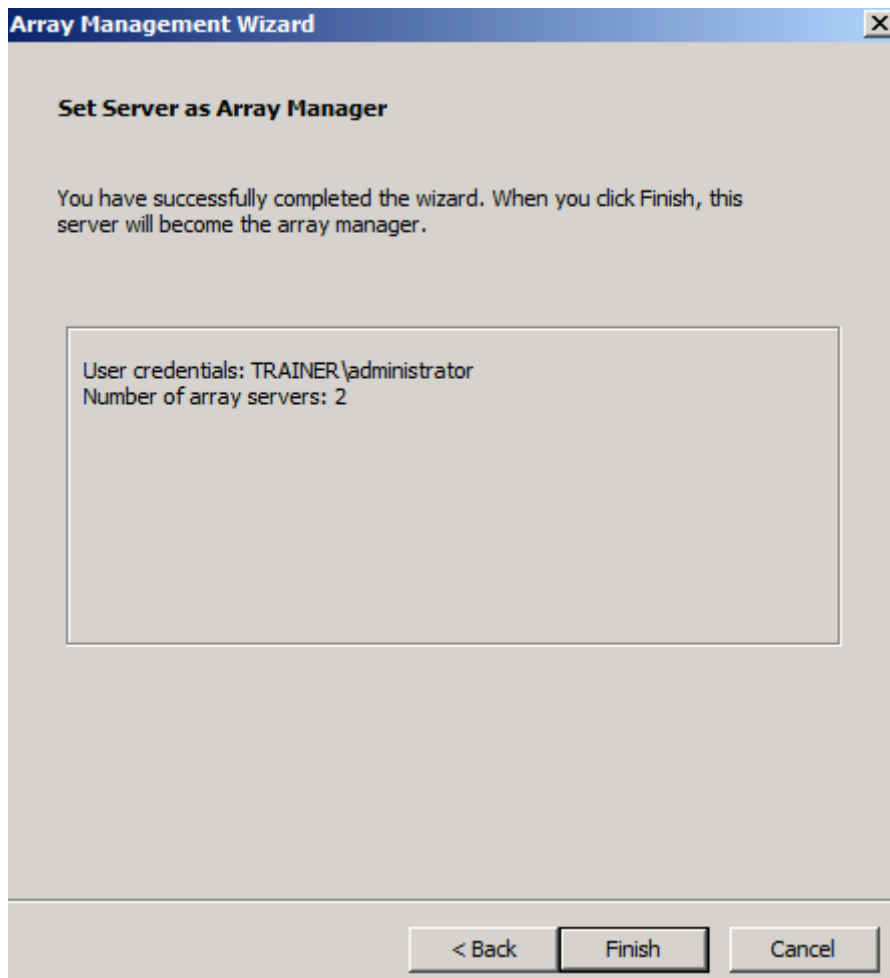 Array Management Wizard
Set Server as Array Manager
You have successfully completed the wizard. When you click Finish, this
server will become the array manager.
User credentials: TRAINER\administrator
Number of array servers: 2
< Back
Finish
Cancel